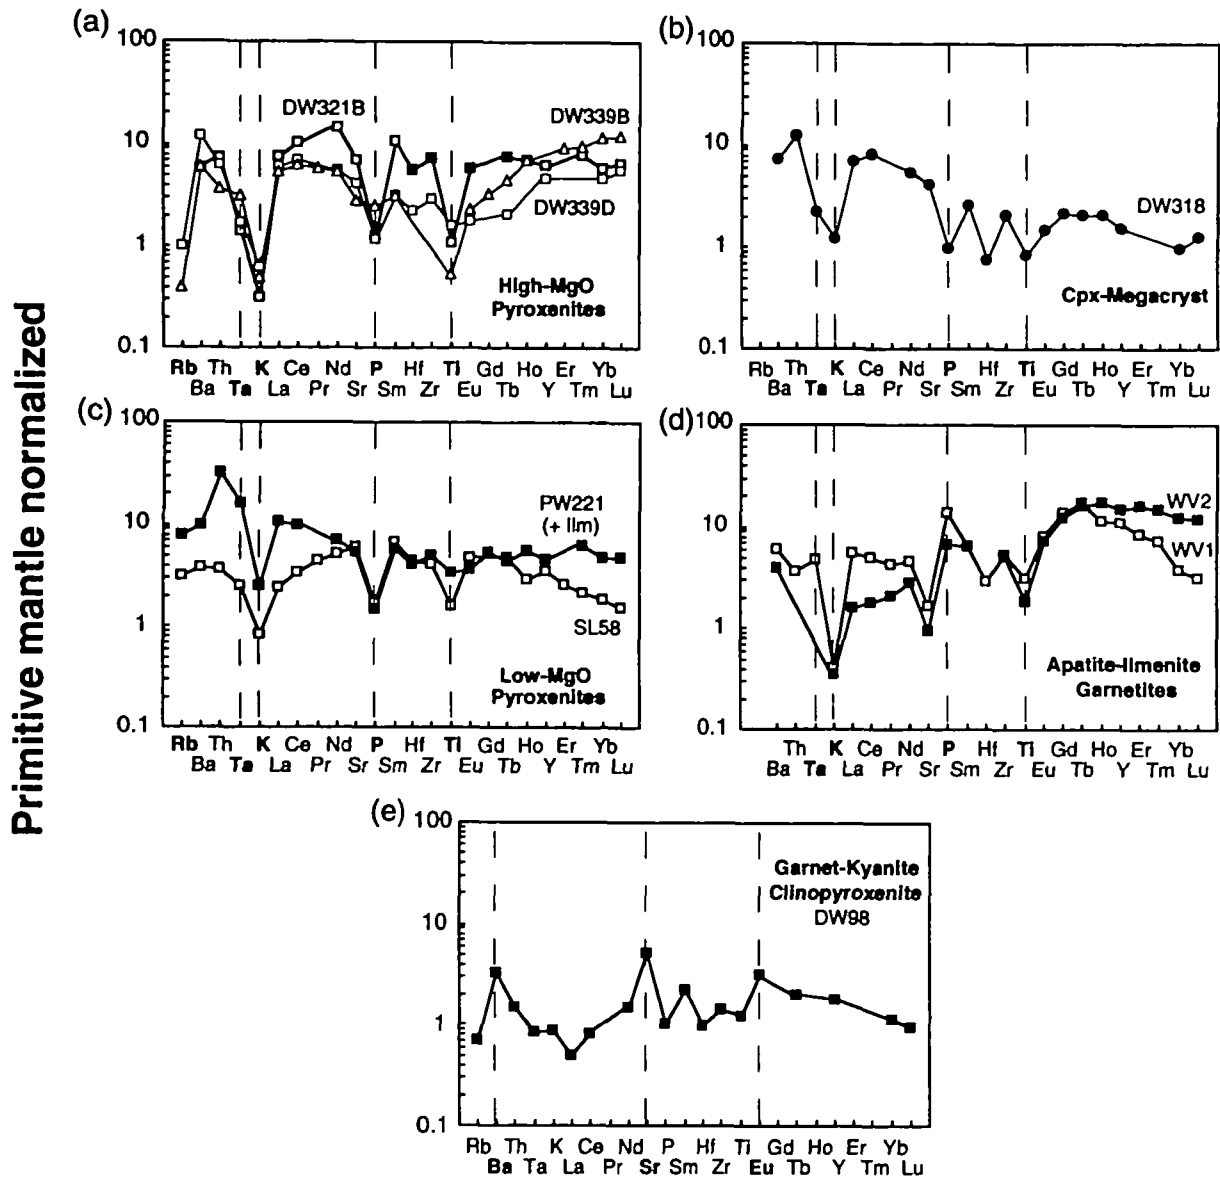 Primitive mantle normalized
(a)
100
10
1
0.1
DW321B
DW339B
DW339D
High-MgO
Pyroxenites
Rb Th K Ce Nd P Hf Ti Gd Ho Er Yb
Ba Ta La Pr Sr Sm Zr Eu Tb Y Tm Lu
(b)
100
10
1
0.1
DW318
Cpx-Megacryst
Rb Th K Ce Nd P Hf Ti Gd Ho Er Yb
Ba Ta La Pr Sr Sm Zr Eu Tb Y Tm Lu
(c)
100
10
1
0.1
PW221
(+ Ilm)
SL58
Low-MgO
Pyroxenites
Rb Th K Ce Nd P Hf Ti Gd Ho Er Yb
Ba Ta La Pr Sr Sm Zr Eu Tb Y Tm Lu
(d)
100
10
1
0.1
WV2
WV1
Apatite-Ilmenite
Garnetites
Th K Ce Nd P Hf Ti Gd Ho Er Yb
Ba Ta La Pr Sr Sm Zr Eu Tb Y Tm Lu
(e)
100
10
1
0.1
Garnet-Kyanite
Clinopyroxenite
DW98
Rb Th K Ce Nd P Hf Ti Gd Ho Er Yb
Ba Ta La Pr Sr Sm Zr Eu Tb Y Tm Lu